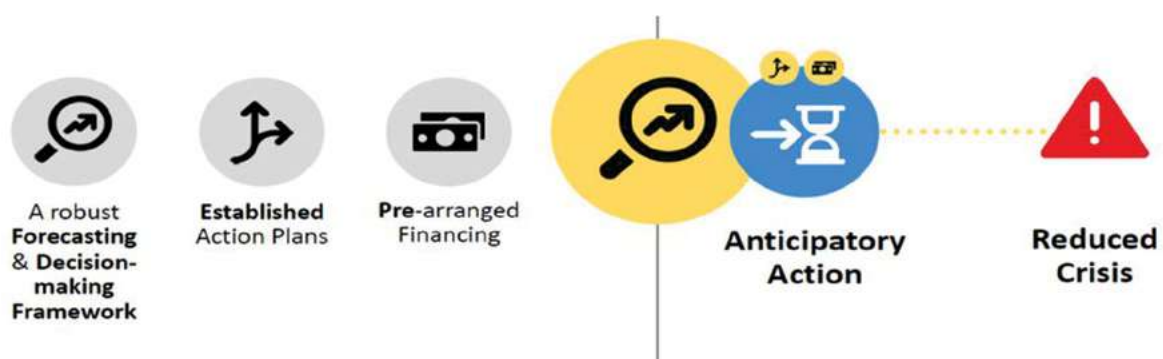 A robust
Forecasting
& Decision-
making
Framework
Established
Action Plans
Pre-arranged
Financing
Anticipatory
Action
Reduced
Crisis